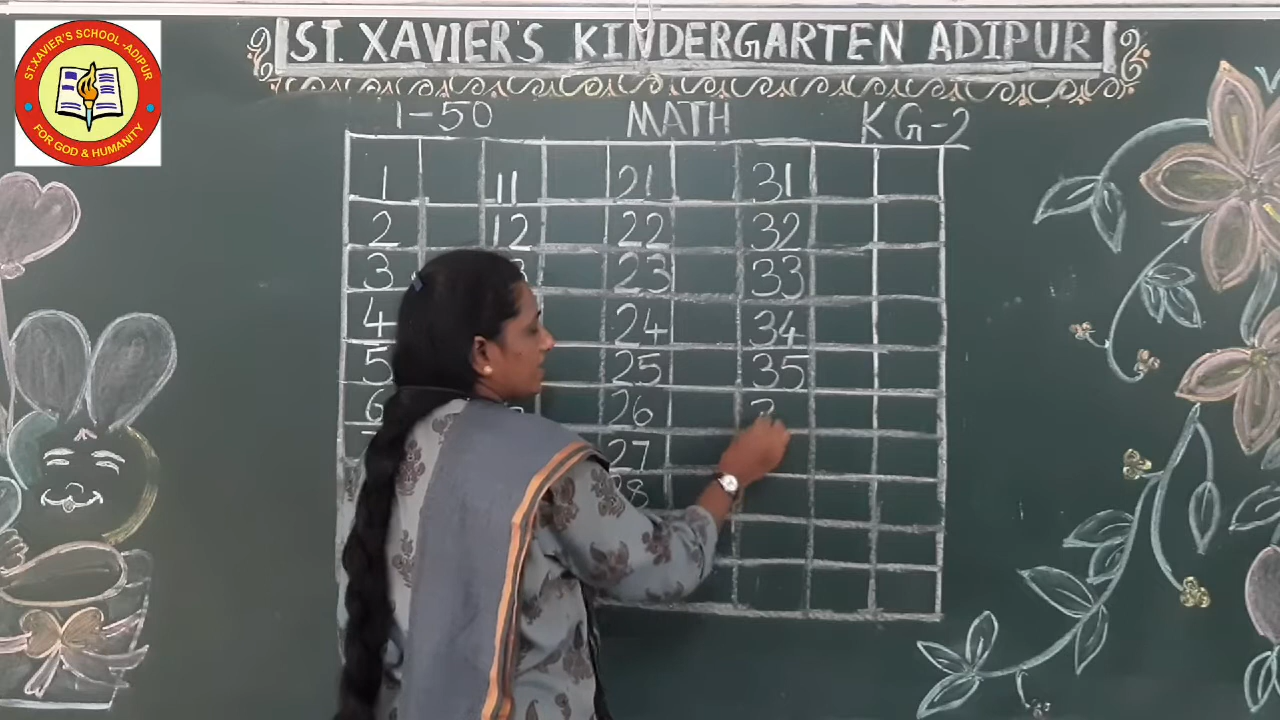 ST. XAVIER'S KINDERGARTEN ADIPUR
ST.XAVIER'S SCHOOL-ADIPUR
FOR GOD & HUMANITY
1-50 MATH KG-2
1 11 21 31
2 12 22 32
3 23 33
4 24 34
5 25 35
6 26
27